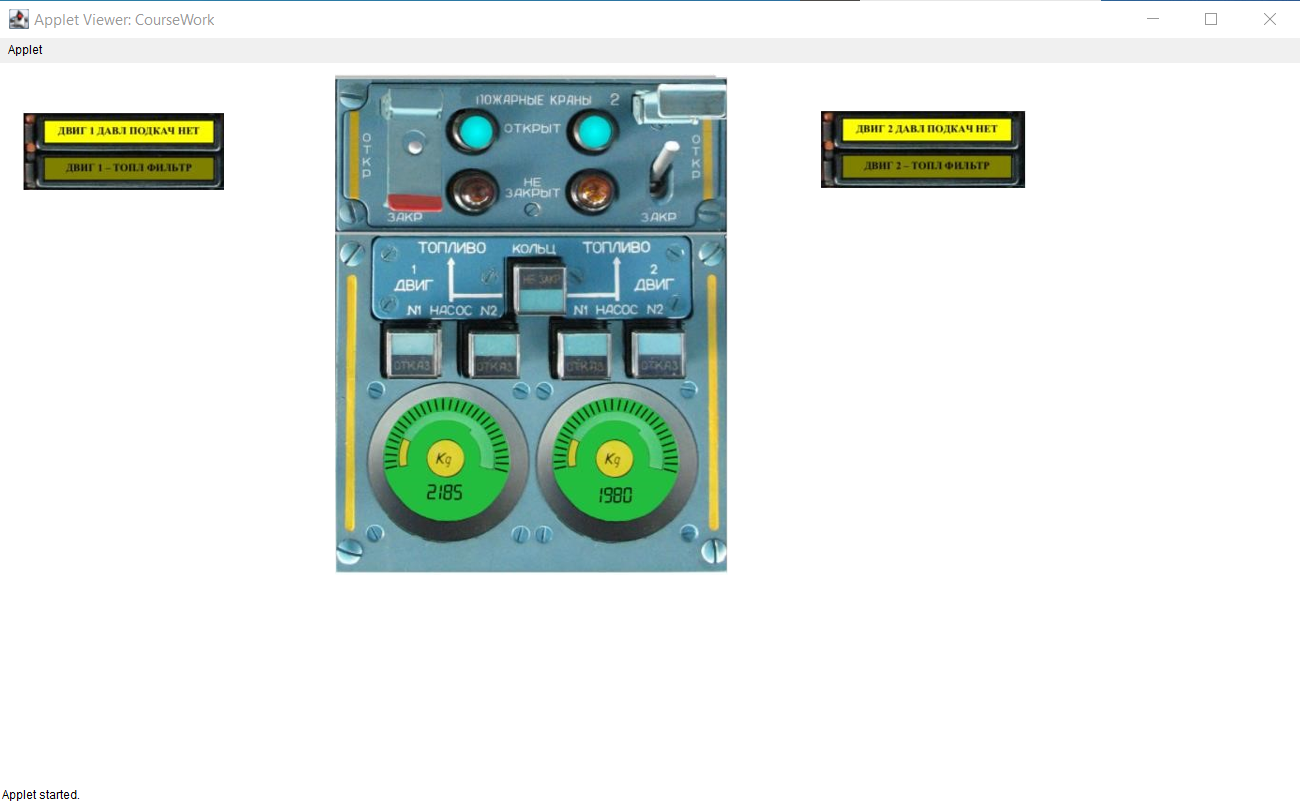 Applet Viewer: CourseWork
Applet
ДВИГ 1 ДАВЛ ПОДКАЧ НЕТ
ДВИГ 1 – ТОПЛ ФИЛЬТР
ПОЖАРНЫЕ КРАНЫ 2
ОТКРЫТ
ОТКР
ОТКР
НЕ
ЗАКРЫТ
ЗАКР
ЗАКР
ТОПЛИВО КОЛЬЦ ТОПЛИВО
1
ДВИГ
НЕ ЗАКР
2
ДВИГ
N1 НАСОС N2
N1 НАСОС N2
ОТКАЗ
ОТКАЗ
ОТКАЗ
ОТКАЗ
Kg
2185
Kg
1980
ДВИГ 2 ДАВЛ ПОДКАЧ НЕТ
ДВИГ 2 – ТОПЛ ФИЛЬТР
Applet started.